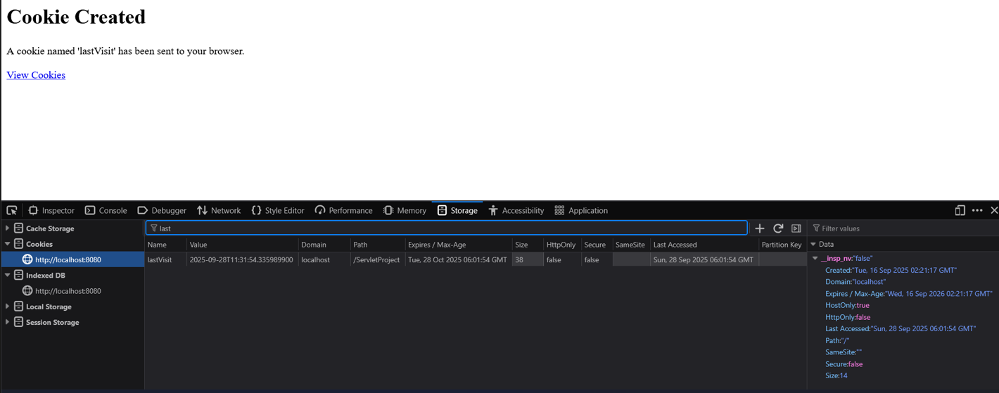 Cookie Created
A cookie named 'lastVisit' has been sent to your browser.
View Cookies
Inspector Console Debugger Network Style Editor Performance Memory Storage Accessibility Application
Cache Storage
Cookies
http://localhost:8080
Indexed DB
http://localhost:8080
Local Storage
Session Storage
last
Name Value Domain Path Expires / Max-Age Size HttpOnly Secure SameSite Last Accessed Partition Key
lastVisit 2025-09-28T11:31:54.335989900 localhost /ServletProject Tue, 28 Oct 2025 06:01:54 GMT 38 false false Sun, 28 Sep 2025 06:01:54 GMT
Filter values
Data
__insp_nv:"false"
Created:"Tue, 16 Sep 2025 02:21:17 GMT"
Domain:"localhost"
Expires / Max-Age:"Wed, 16 Sep 2026 02:21:17 GMT"
HostOnly:true
HttpOnly:false
Last Accessed:"Sun, 28 Sep 2025 06:01:54 GMT"
Path:"/"
SameSite:""
Secure:false
Size:14